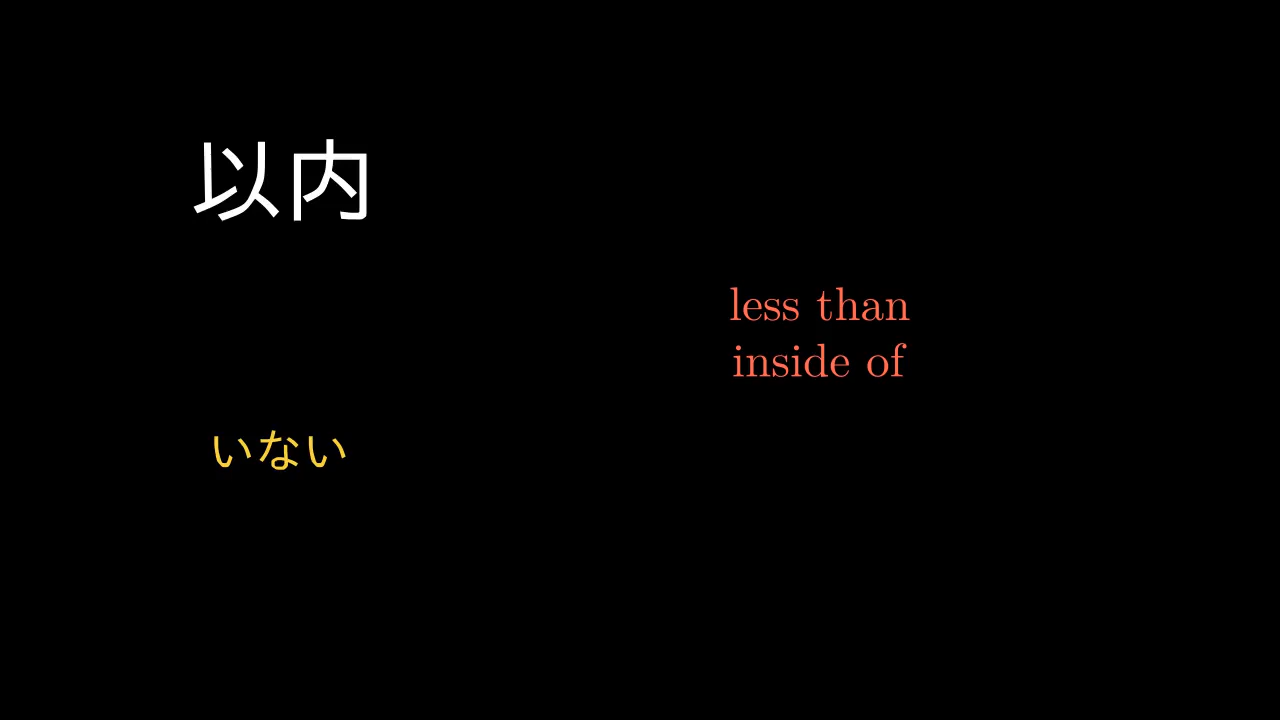 以内
less than
inside of
いない